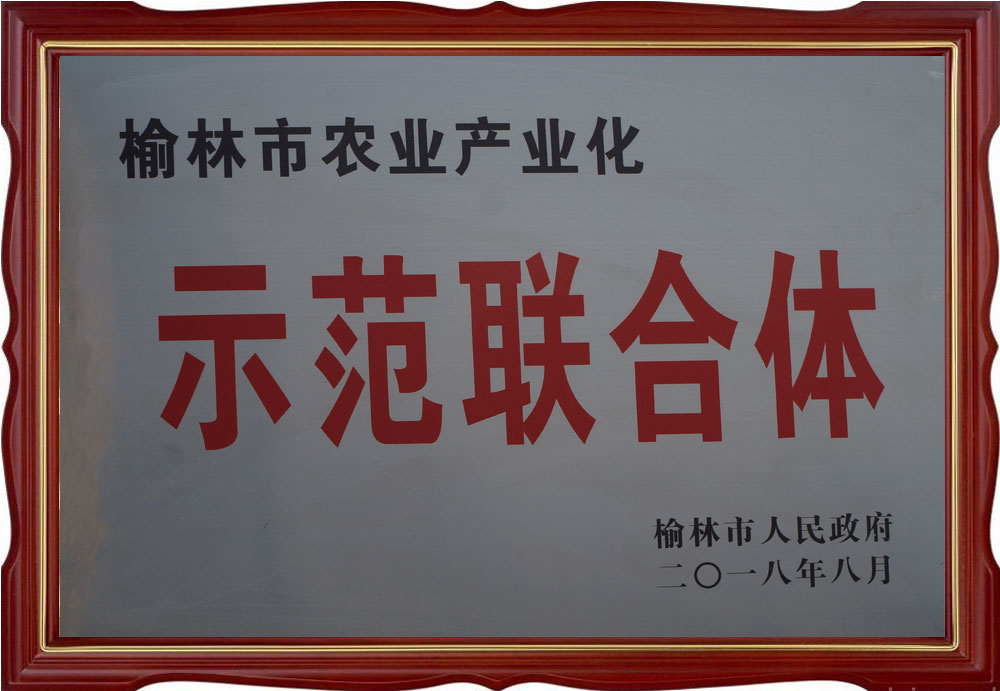 榆林市农业产业化
示范联合体
榆林市人民政府
二〇一八年八月